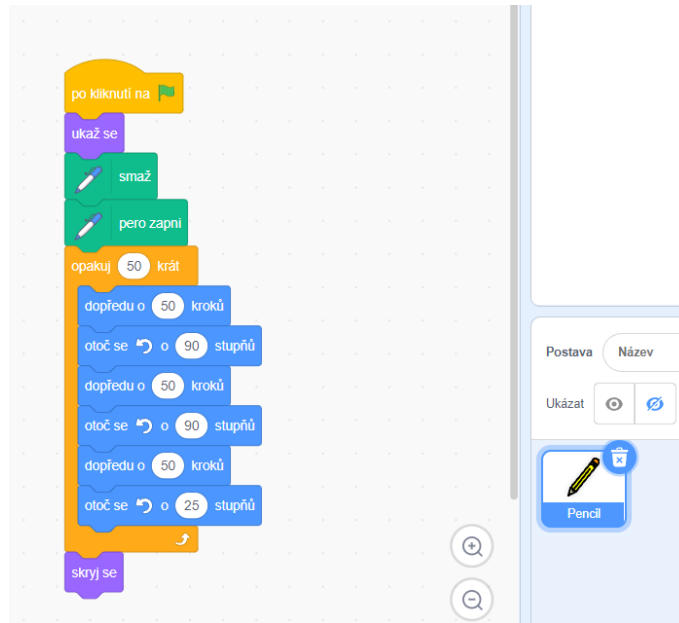 po kliknutí na
ukaž se
smaž
pero zapni
opakuj 50 krát
dopředu o 50 kroků
otoč se o 90 stupňů
dopředu o 50 kroků
otoč se o 90 stupňů
dopředu o 50 kroků
otoč se o 25 stupňů
skryj se
Postava Název
Ukázat
Pencil